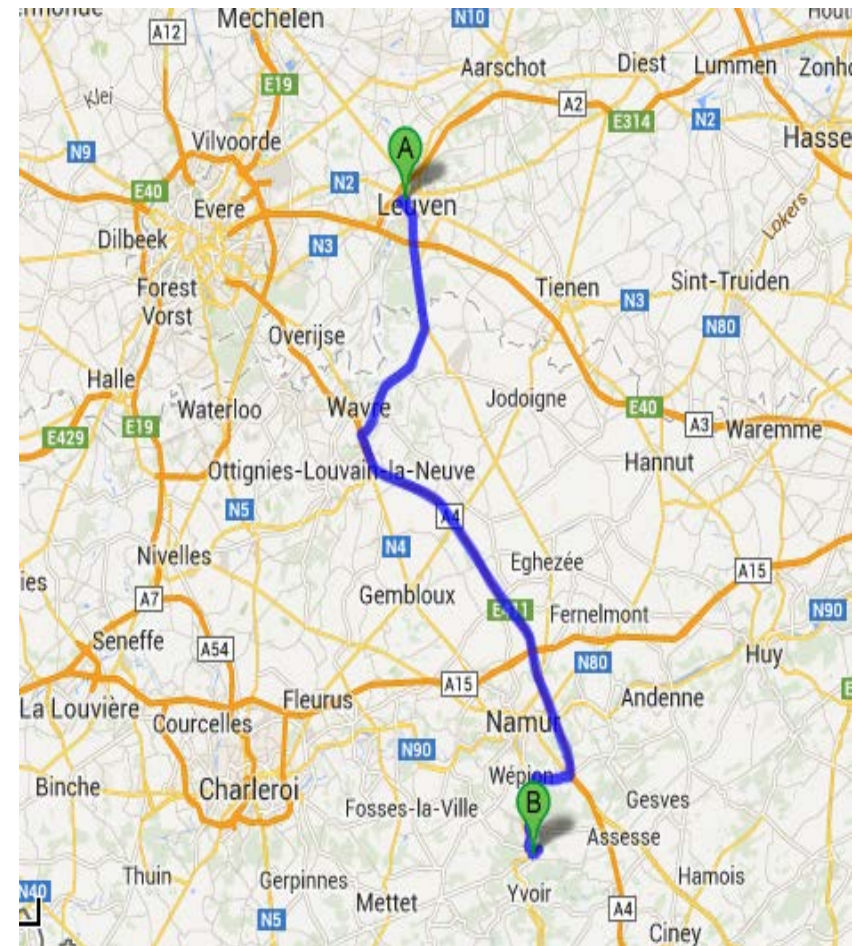 Mechelen
N10
A12
Aarschot
Diest
Lummen
E19
A2
Klei
E314
N2
Vilvoorde
A
N9
N2
E40
Evere
Leuven
Dilbeek
N3
Lokers
Forest
Vorst
Tienen
Sint-Truiden
N3
Overijse
N80
Halle
Wavre
Jodoigne
Waterloo
E40
E19
A3
Waremme
E429
Ottignies-Louvain-la-Neuve
Hannut
N5
A4
N4
Nivelles
Eghezée
A15
Gembloux
A7
Fernelmont
N90
Seneffe
A54
N80
Huy
A15
Fleurus
Andenne
La Louvière
Courcelles
Namur
N90
Wépion
Binche
Charleroi
B
Gesves
Fosses-la-Ville
Assesse
Thuin
Gerpinnes
Hamois
N40
Mettet
Yvoir
N5
A4
Ciney